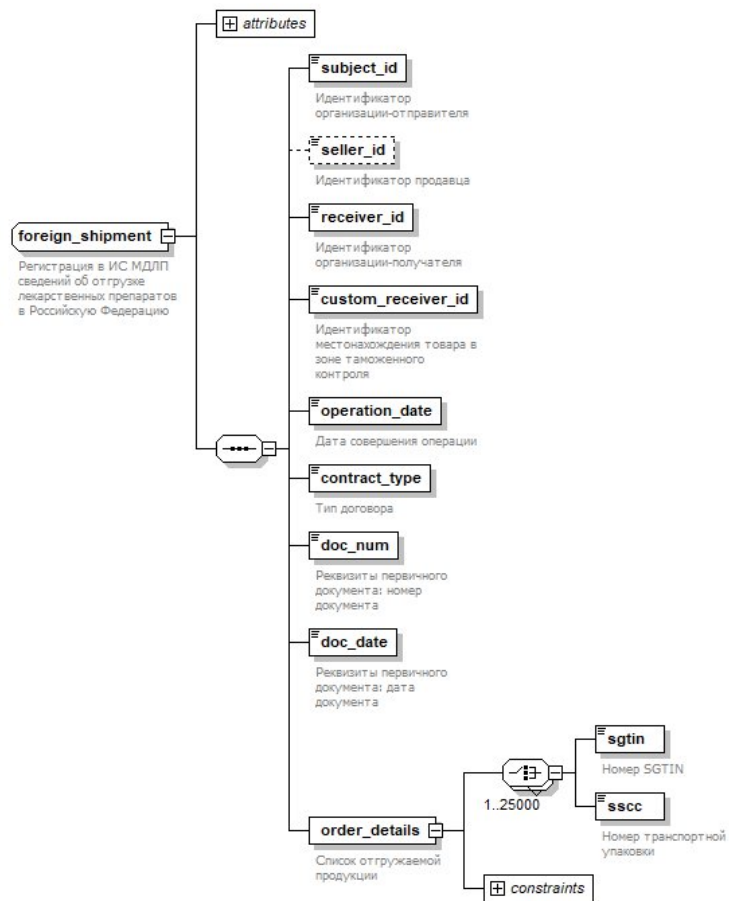 attributes
subject_id
Идентификатор
организации-отправителя
seller_id
Идентификатор продавца
receiver_id
Идентификатор
организации-получателя
foreign_shipment
Регистрация в ИС МДЛП
сведений об отгрузке
лекарственных препаратов
в Российскую Федерацию
custom_receiver_id
Идентификатор
местонахождения товара в
зоне таможенного
контроля
operation_date
Дата совершения операции
contract_type
Тип договора
doc_num
Реквизиты первичного
документа: номер
документа
doc_date
Реквизиты первичного
документа: дата
документа
order_details
Список отгружаемой
продукции
1..25000
sgtin
Номер SGTIN
sscc
Номер транспортной
упаковки
constraints